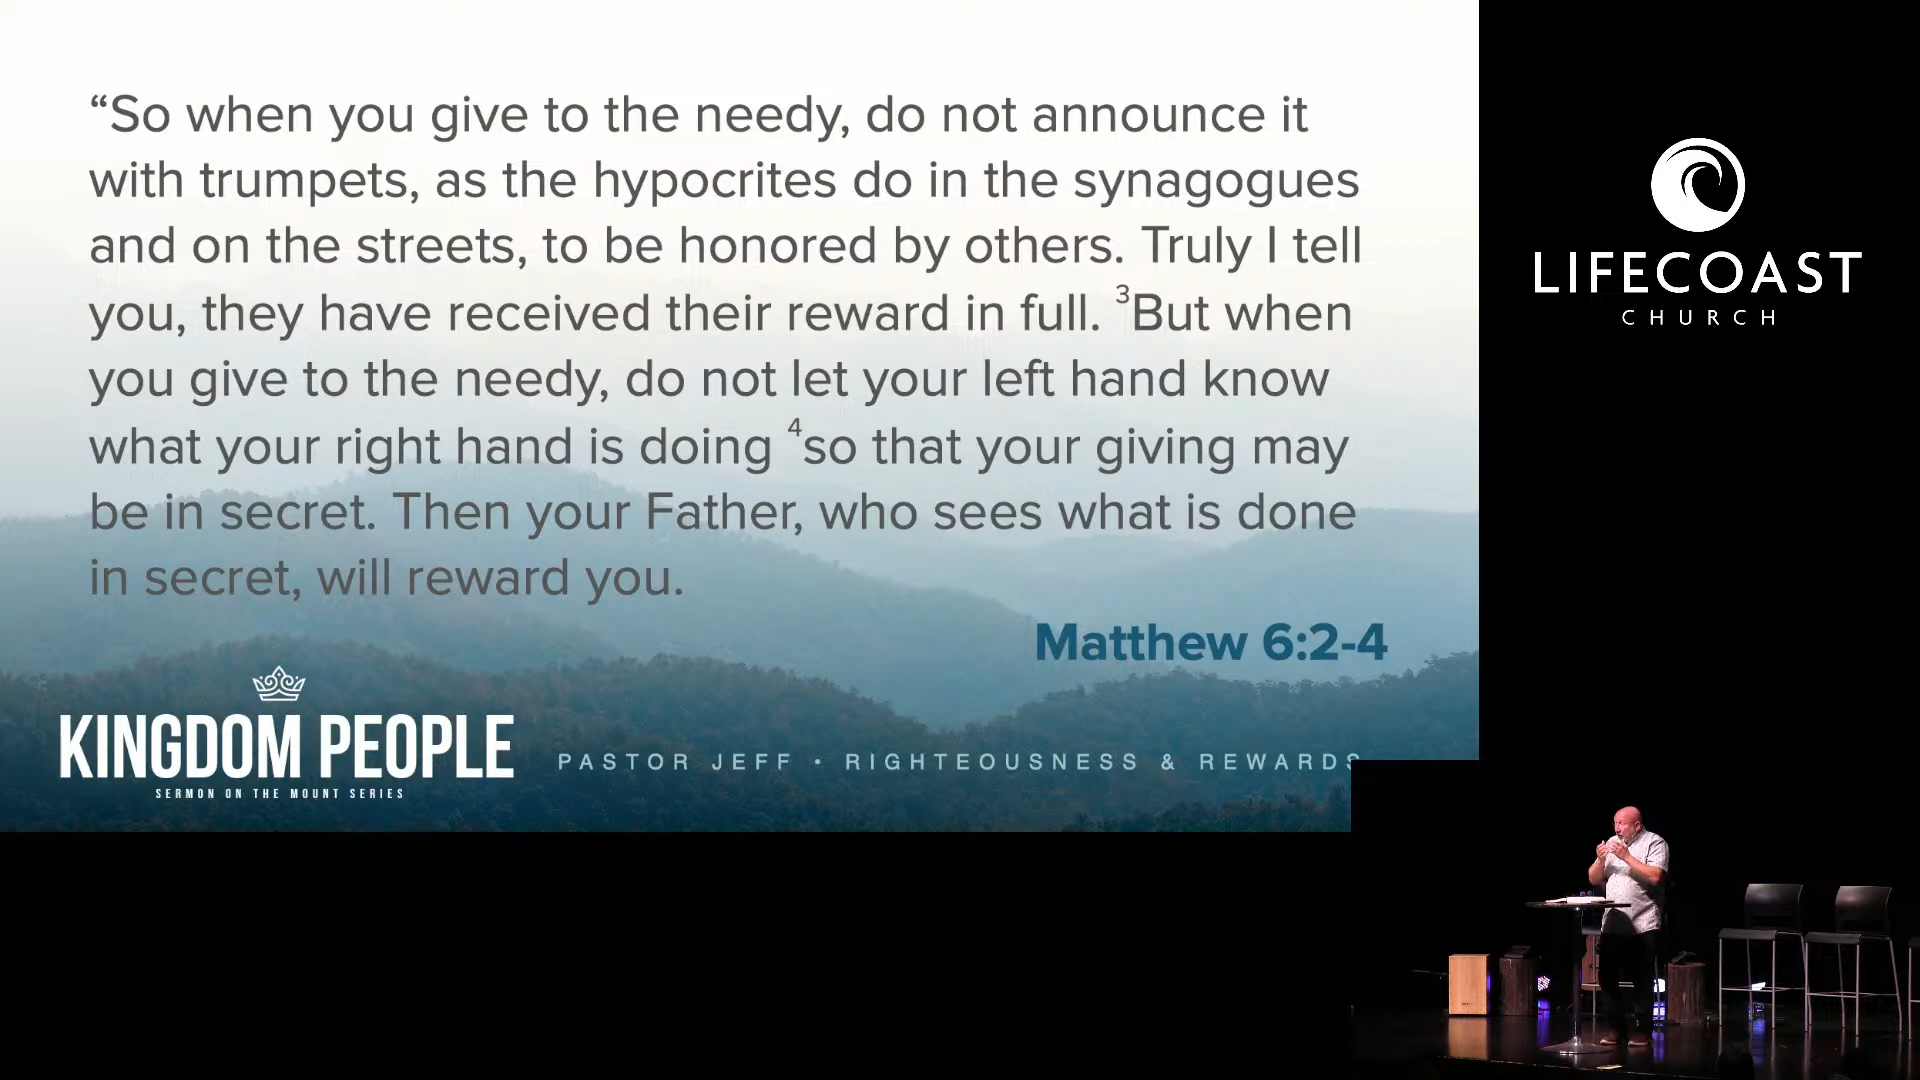 “So when you give to the needy, do not announce it
with trumpets, as the hypocrites do in the synagogues
and on the streets, to be honored by others. Truly I tell
you, they have received their reward in full. ³But when
you give to the needy, do not let your left hand know
what your right hand is doing ⁴so that your giving may
be in secret. Then your Father, who sees what is done
in secret, will reward you.
Matthew 6:2-4
KINGDOM PEOPLE
SERMON ON THE MOUNT SERIES
PASTOR JEFF • RIGHTEOUSNESS & REWARDS
LIFECOAST
CHURCH